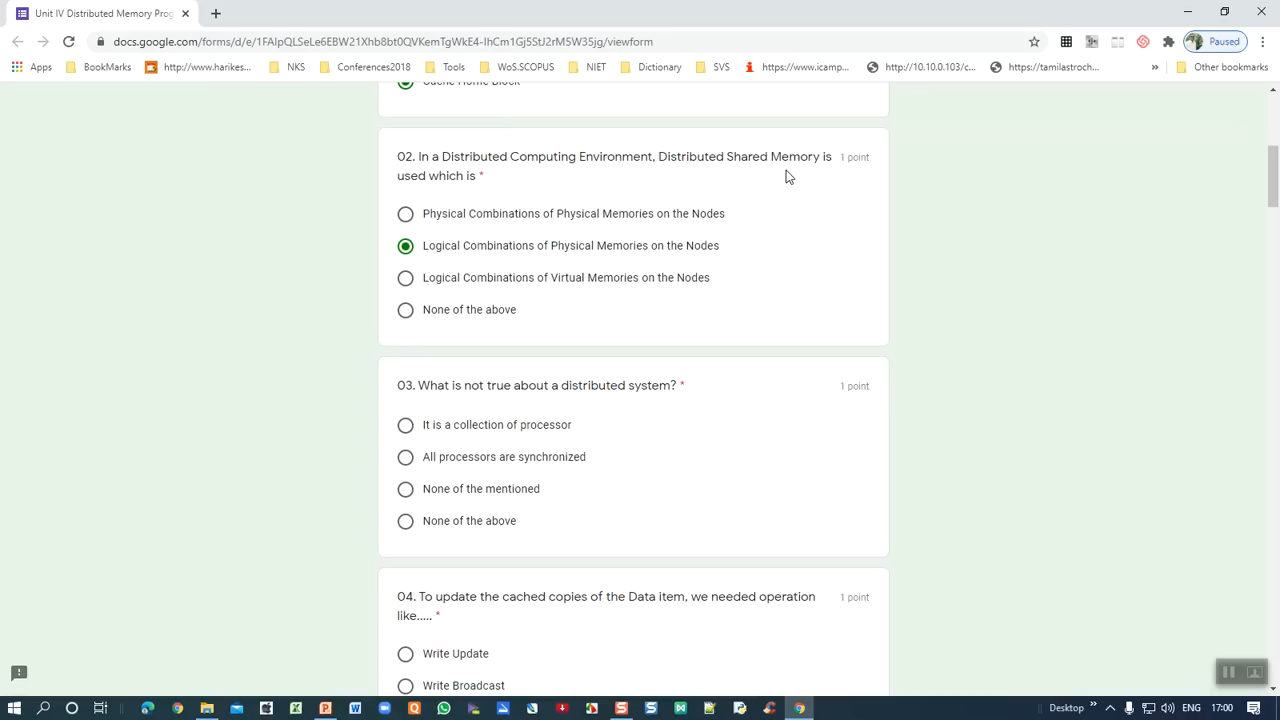 Unit IV Distributed Memory Prog
docs.google.com/forms/d/e/1FAIpQLSeLe6EBW21Xhb8bt0QVKemTgWkE4-IhCm1Gj5StJ2rM5W35jg/viewform
Paused
Apps BookMarks http://www.harikes... NKS Conferences2018 Tools WoS.SCOPUS NIET Dictionary SVS https://www.icamp... http://10.10.0.103/c... https://tamilastroch... » Other bookmarks
Cache Home Block
02. In a Distributed Computing Environment, Distributed Shared Memory is 1 point
used which is *
Physical Combinations of Physical Memories on the Nodes
Logical Combinations of Physical Memories on the Nodes
Logical Combinations of Virtual Memories on the Nodes
None of the above
03. What is not true about a distributed system? * 1 point
It is a collection of processor
All processors are synchronized
None of the mentioned
None of the above
04. To update the cached copies of the Data item, we needed operation 1 point
like..... *
Write Update
Write Broadcast
Desktop » ENG 17:00